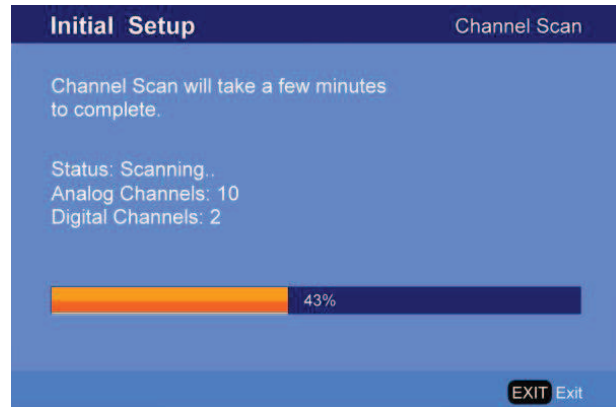 Initial Setup
Channel Scan
Channel Scan will take a few minutes
to complete.
Status: Scanning..
Analog Channels: 10
Digital Channels: 2
43%
EXIT Exit